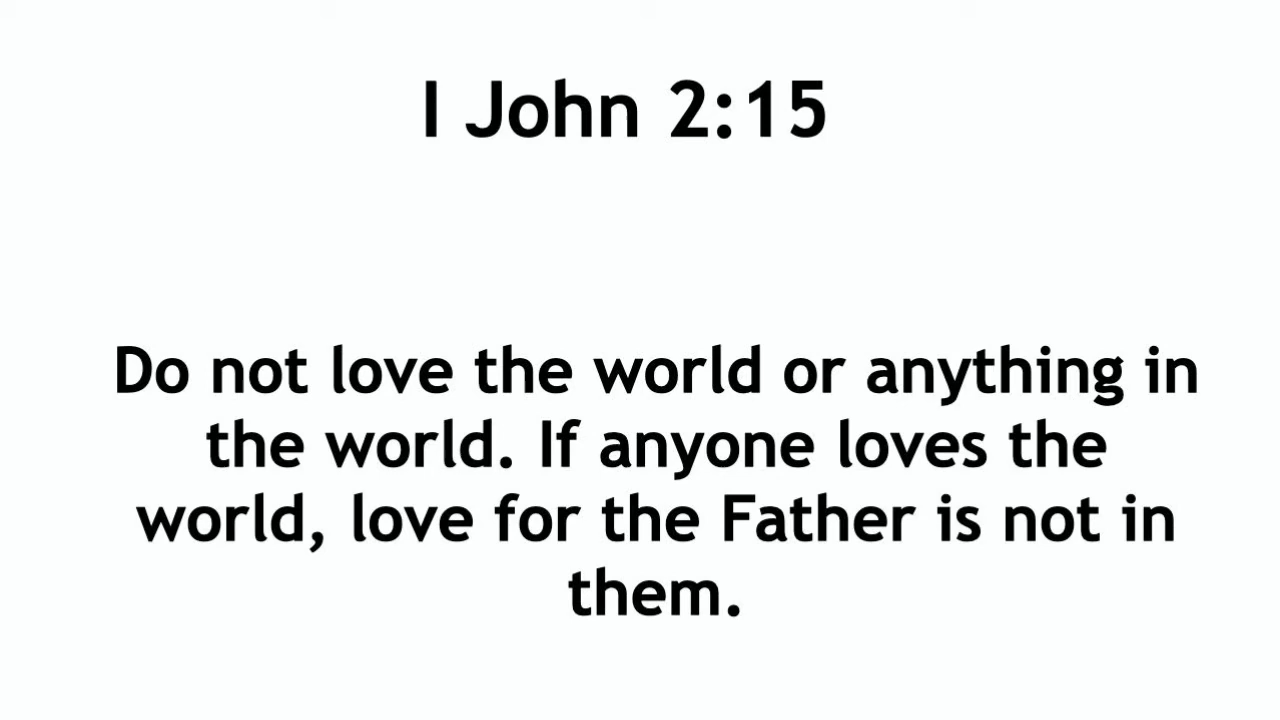 I John 2:15
Do not love the world or anything in
the world. If anyone loves the
world, love for the Father is not in
them.